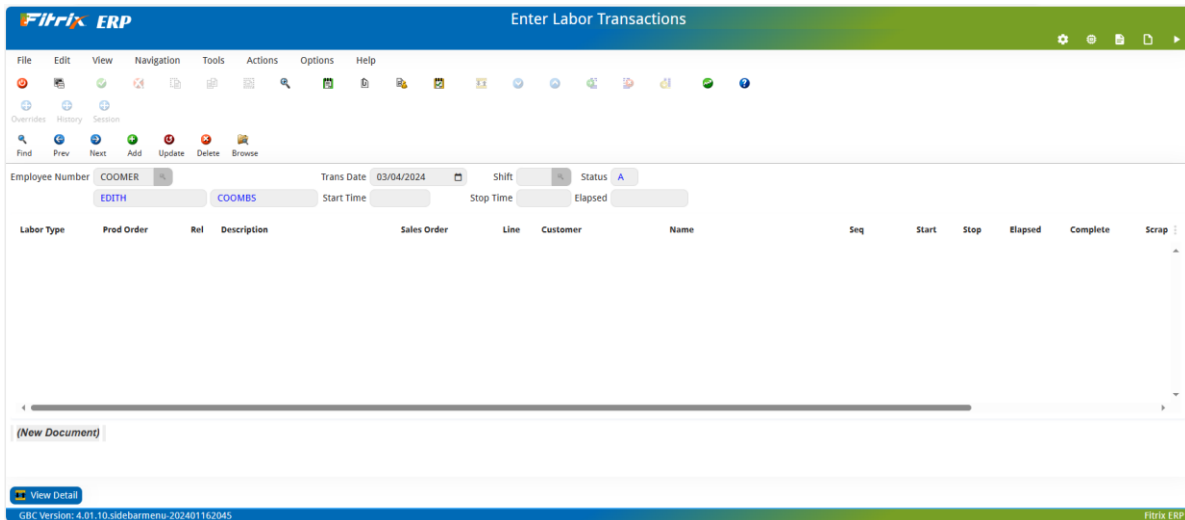 Fitrix ERP
Enter Labor Transactions
File Edit View Navigation Tools Actions Options Help
Overrides History Session
Find Prev Next Add Update Delete Browse
Employee Number COOMER Trans Date 03/04/2024 Shift Status A
EDITH COOMBS Start Time Stop Time Elapsed
Labor Type Prod Order Rel Description Sales Order Line Customer Name Seq Start Stop Elapsed Complete Scrap
(New Document)
View Detail
GBC Version: 4.01.10.sidebarmenu-202401162045 Fitrix ERP